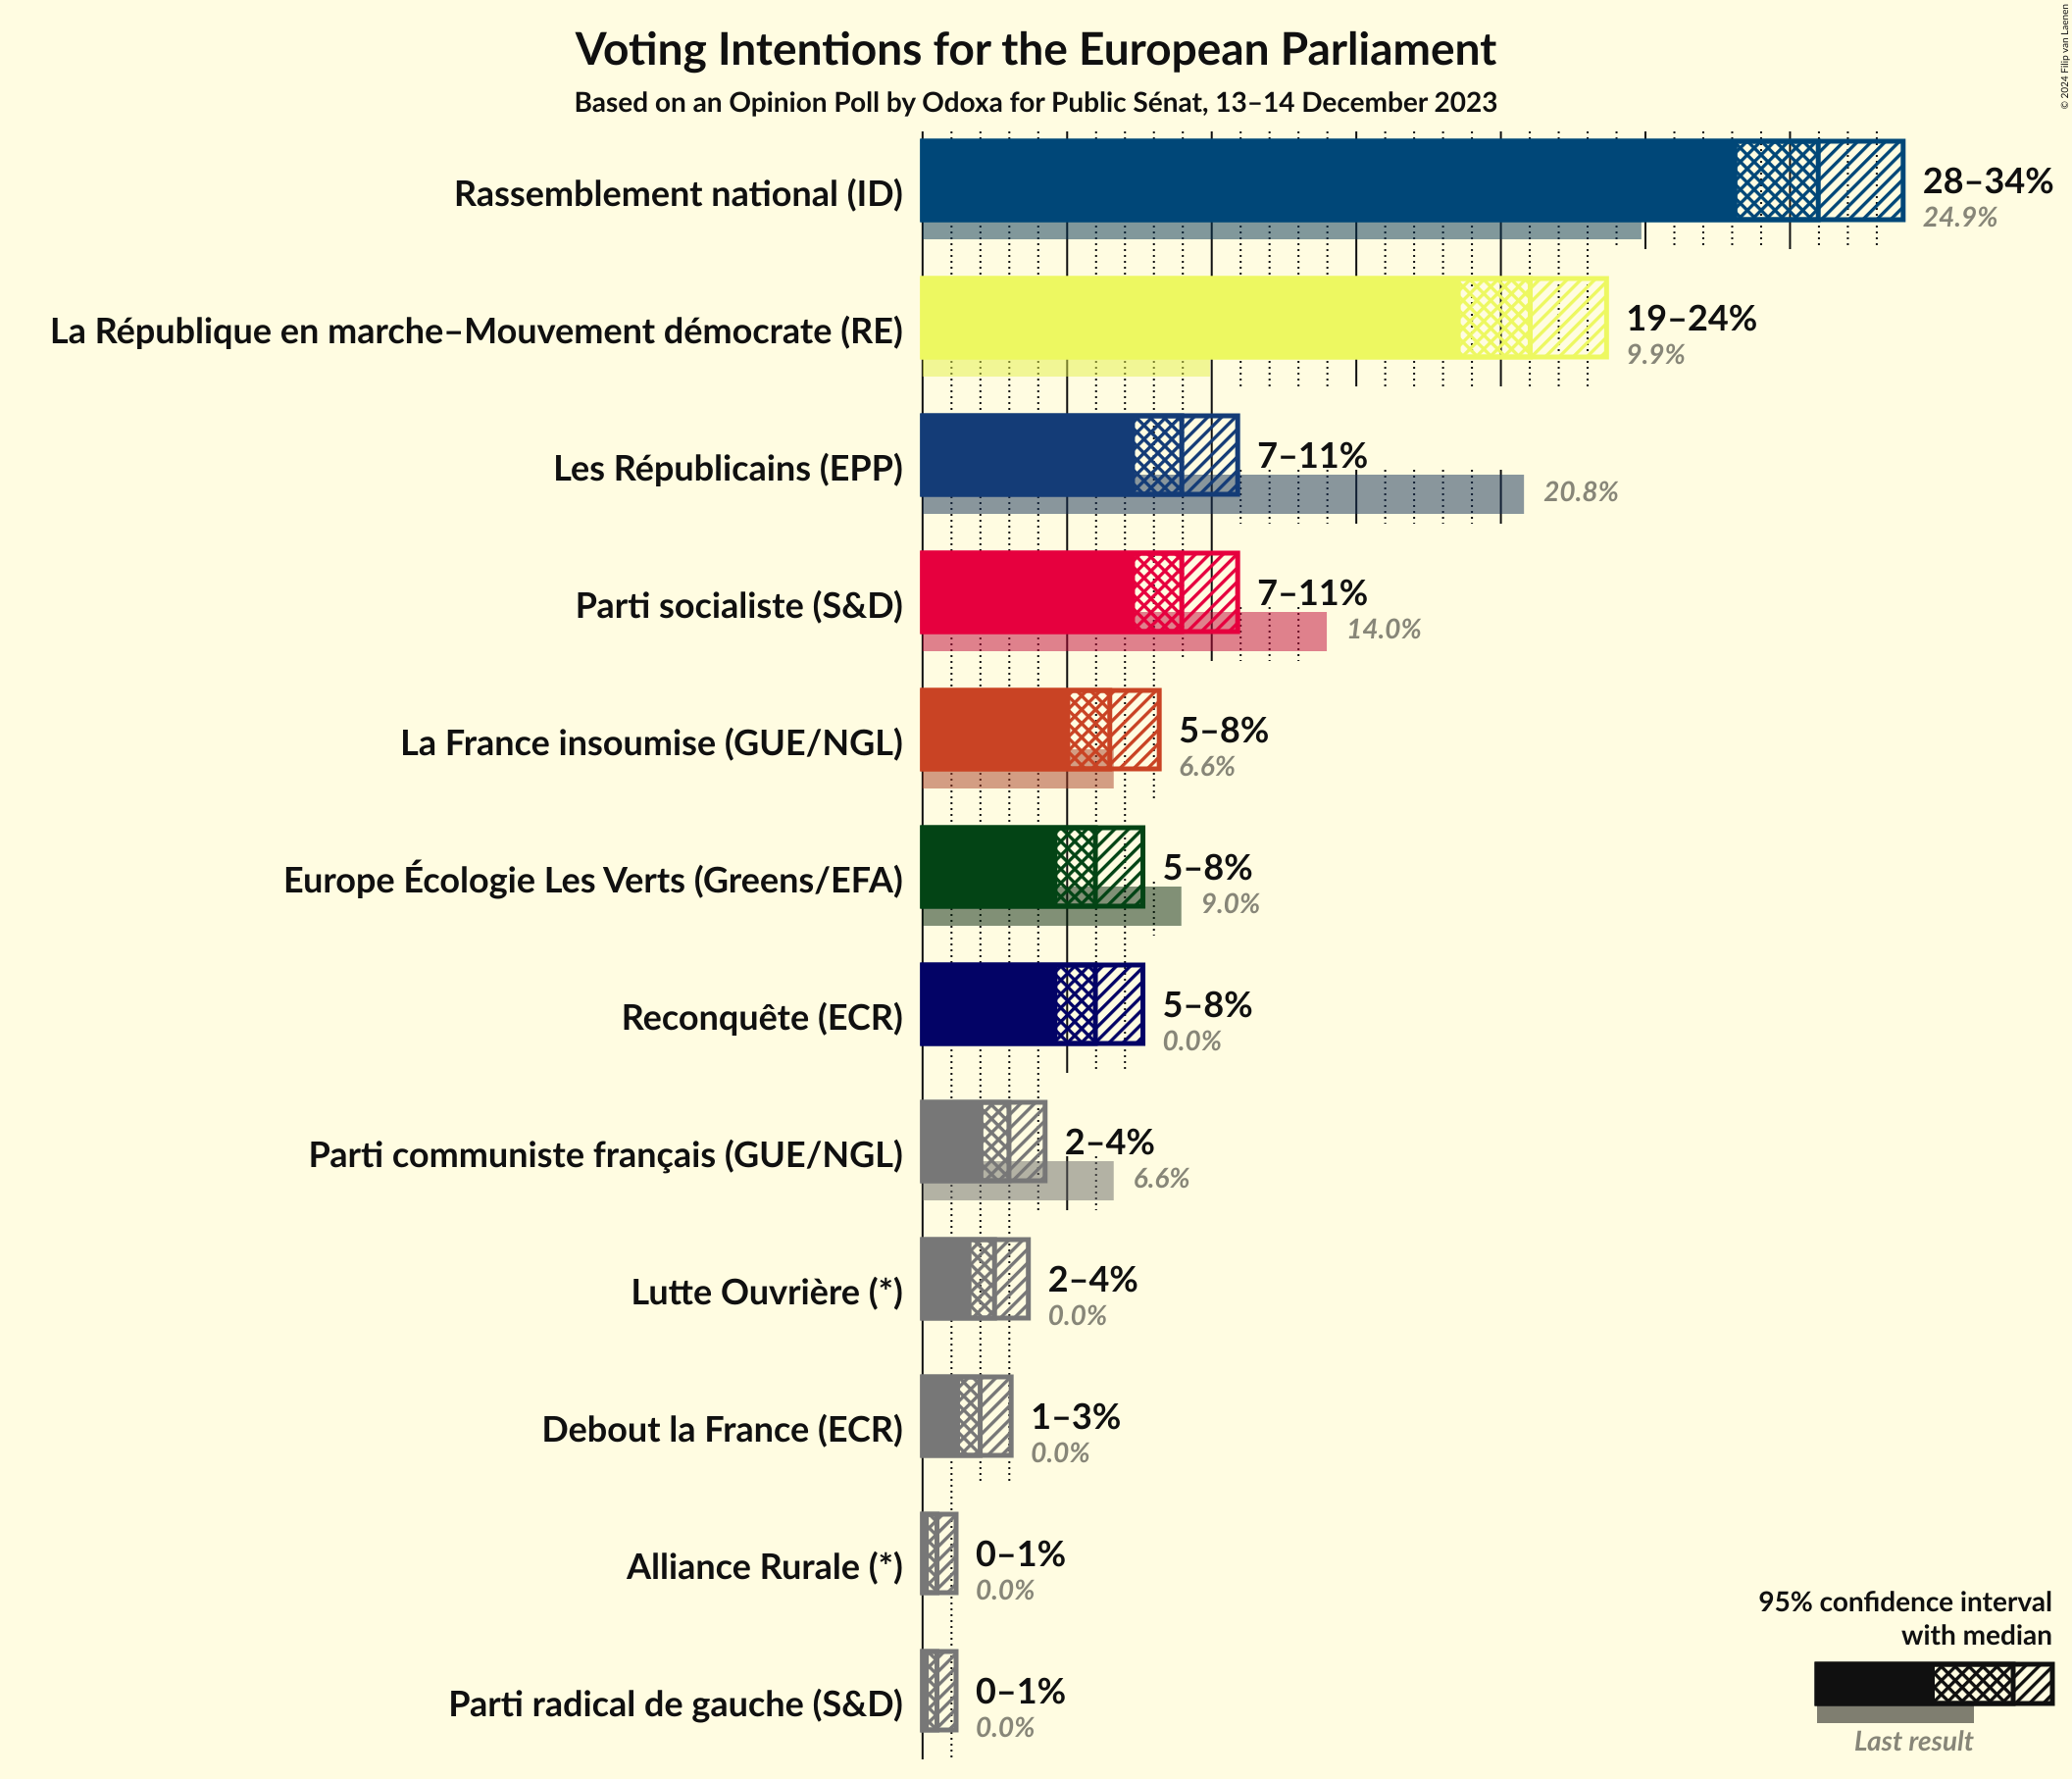 Voting Intentions for the European Parliament
Based on an Opinion Poll by Odoxa for Public Sénat, 13–14 December 2023
© 2024 Filip van Laenen
Rassemblement national (ID)
28–34%
24.9%
La République en marche–Mouvement démocrate (RE)
19–24%
9.9%
Les Républicains (EPP)
7–11%
20.8%
Parti socialiste (S&D)
7–11%
14.0%
La France insoumise (GUE/NGL)
5–8%
6.6%
Europe Écologie Les Verts (Greens/EFA)
5–8%
9.0%
Reconquête (ECR)
5–8%
0.0%
Parti communiste français (GUE/NGL)
2–4%
6.6%
Lutte Ouvrière (*)
2–4%
0.0%
Debout la France (ECR)
1–3%
0.0%
Alliance Rurale (*)
0–1%
0.0%
Parti radical de gauche (S&D)
0–1%
0.0%
95% confidence interval
with median
Last result